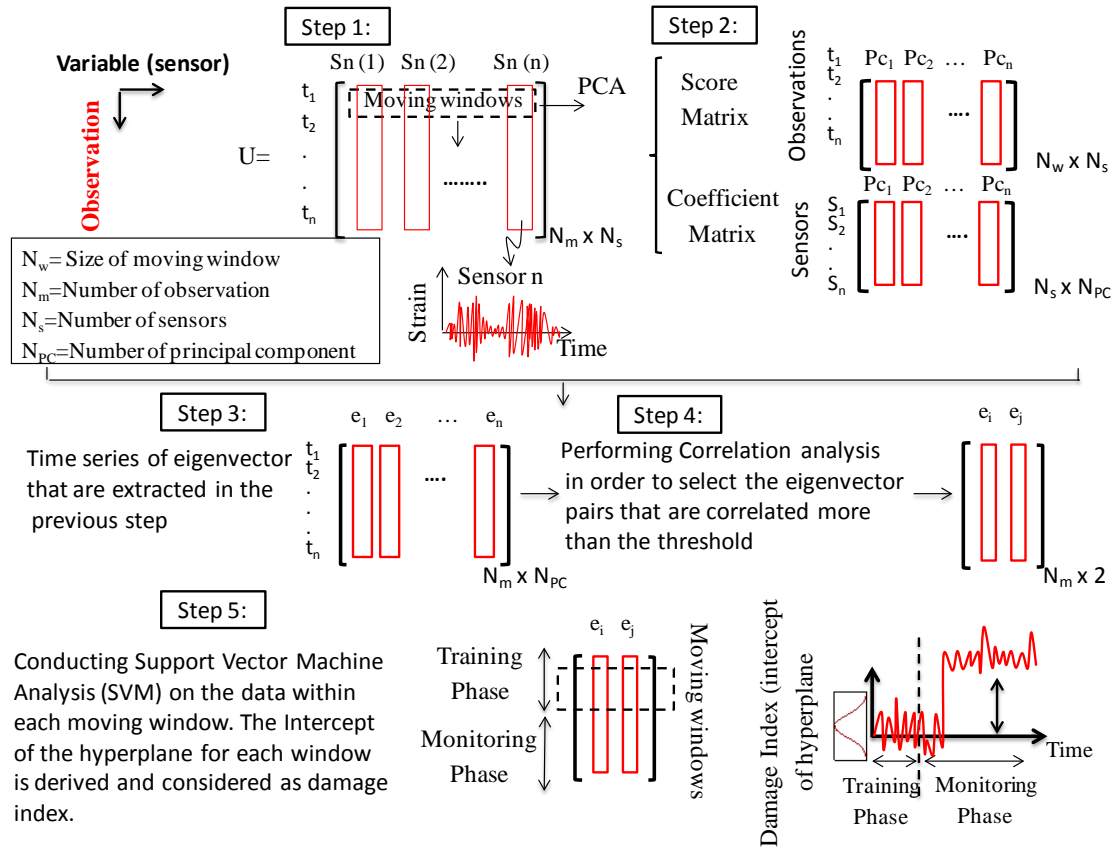 Step 1:
Step 2:
Variable (sensor)
Observation
Sn (1) Sn (2) Sn (n)
t1
t2
.
.
tn
U=
Moving windows
........
Nm x Ns
PCA
Sensor n
Strain
Time
Score
Matrix
Coefficient
Matrix
Observations
t1
t2
.
.
tn
Pc1 Pc2 ... Pcn
....
Nw x Ns
Sensors
S1
S2
.
.
Sn
Pc1 Pc2 ... Pcn
....
Ns x NPC
Nw= Size of moving window
Nm=Number of observation
Ns=Number of sensors
NPC=Number of principal component
Step 3:
Time series of eigenvector
that are extracted in the
previous step
e1 e2 ... en
t1
t2
.
.
.
tn
....
Nm x NPC
Step 4:
Performing Correlation analysis
in order to select the eigenvector
pairs that are correlated more
than the threshold
ei ej
Nm x 2
Step 5:
Conducting Support Vector Machine
Analysis (SVM) on the data within
each moving window. The Intercept
of the hyperplane for each window
is derived and considered as damage
index.
ei ej
Training
Phase
Monitoring
Phase
Moving windows
Damage Index (intercept
of hyperplane
Time
Training
Phase
Monitoring
Phase